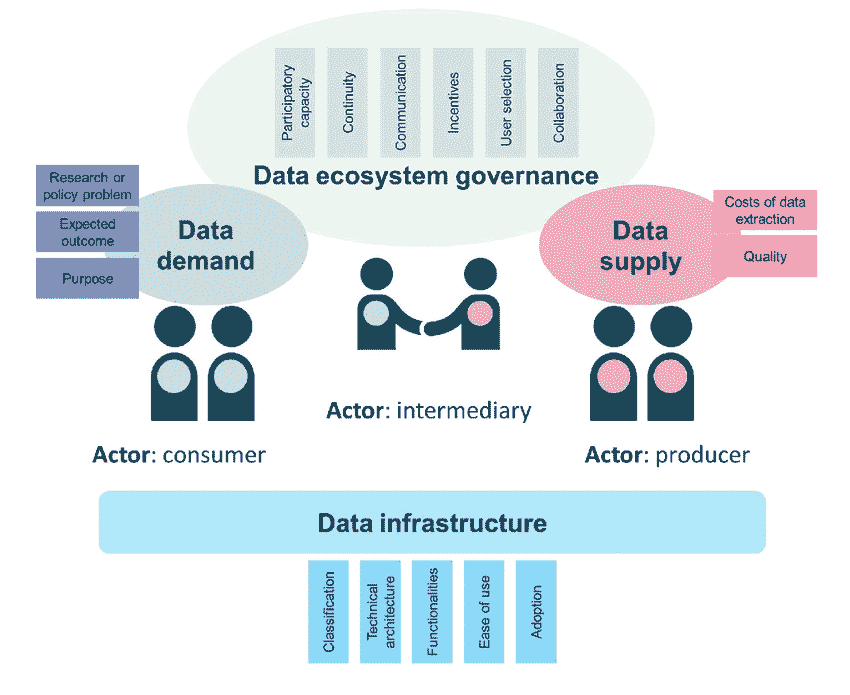 Participatory
capacity
Continuity
Communication
Incentives
User selection
Collaboration
Data ecosystem governance
Research or
policy problem
Expected
outcome
Purpose
Data
demand
Data
supply
Costs of data
extraction
Quality
Actor: intermediary
Actor: consumer
Actor: producer
Data infrastructure
Classification
Technical
architecture
Functionalities
Ease of use
Adoption